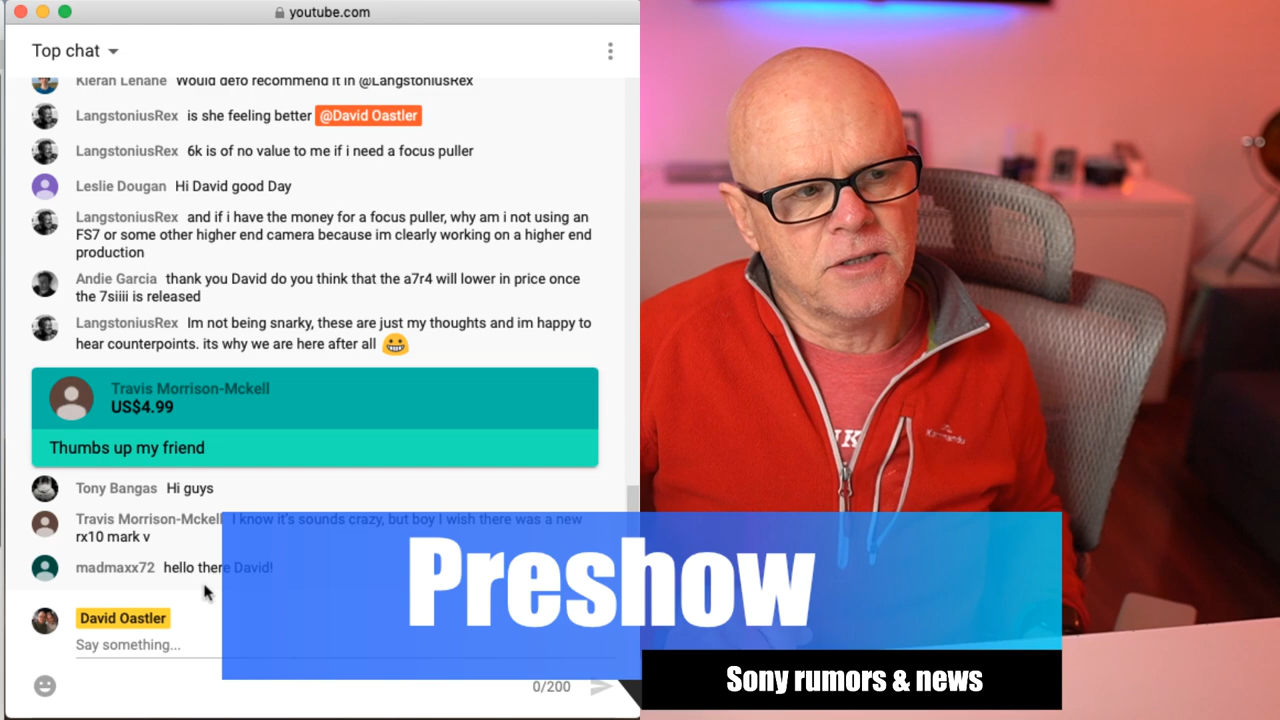 youtube.com
Top chat
Kieran Lenane Would defo recommend it in @LangstoniusRex
LangstoniusRex is she feeling better @David Oastler
LangstoniusRex 6k is of no value to me if i need a focus puller
Leslie Dougan Hi David good Day
LangstoniusRex and if i have the money for a focus puller, why am i not using an
FS7 or some other higher end camera because im clearly working on a higher end
production
Andie Garcia thank you David do you think that the a7r4 will lower in price once
the 7siiii is released
LangstoniusRex Im not being snarky, these are just my thoughts and im happy to
hear counterpoints. its why we are here after all
Travis Morrison-Mckell
US$4.99
Thumbs up my friend
Tony Bangas Hi guys
Travis Morrison-Mckell I know it's sounds crazy, but boy I wish there was a new
rx10 mark v
madmaxx72 hello there David!
David Oastler
Say something...
0/200
Preshow
Sony rumors & news